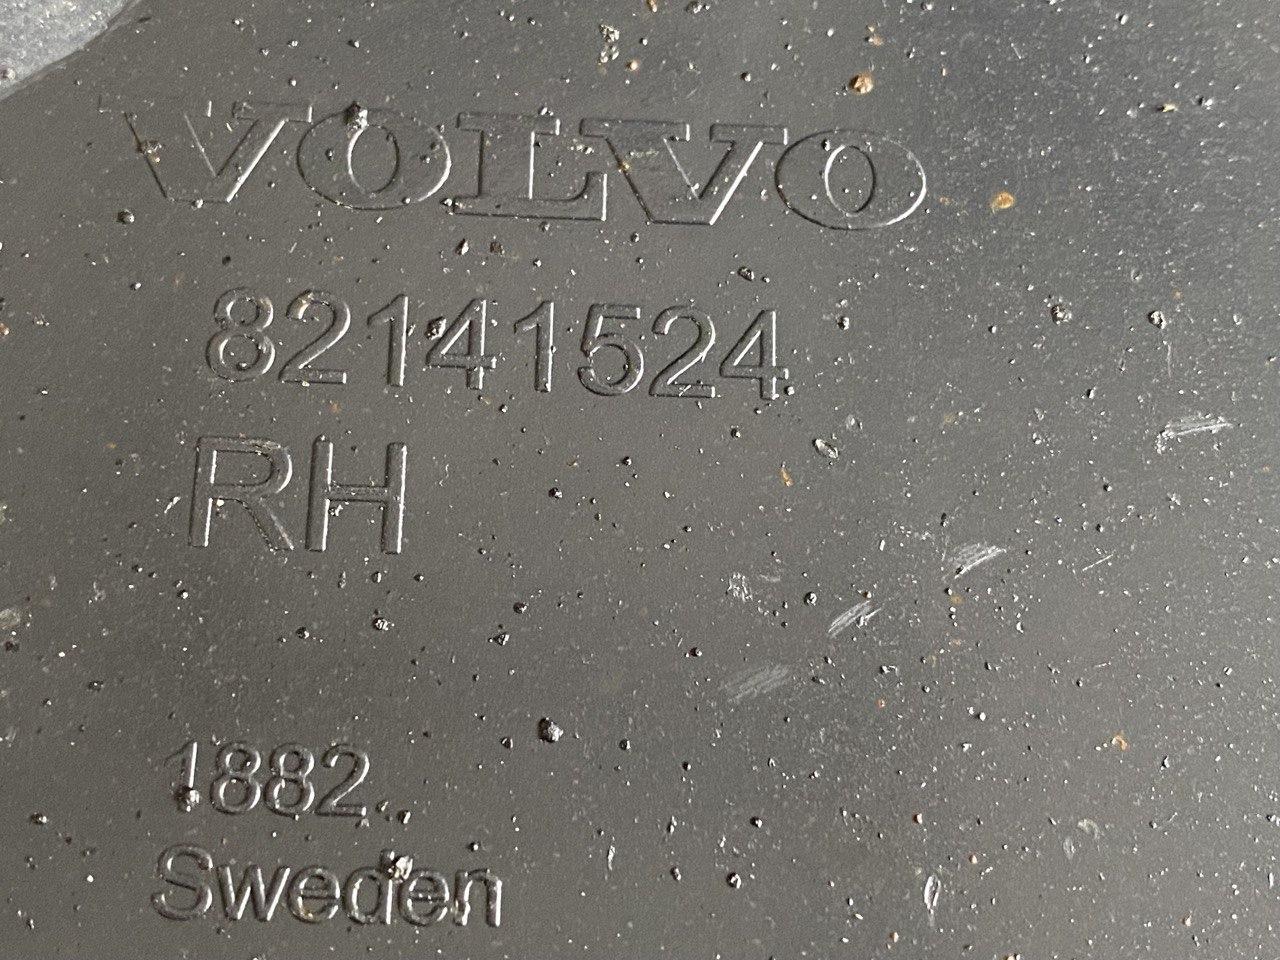 VOLVO
82141524
RH
1882
Sweden